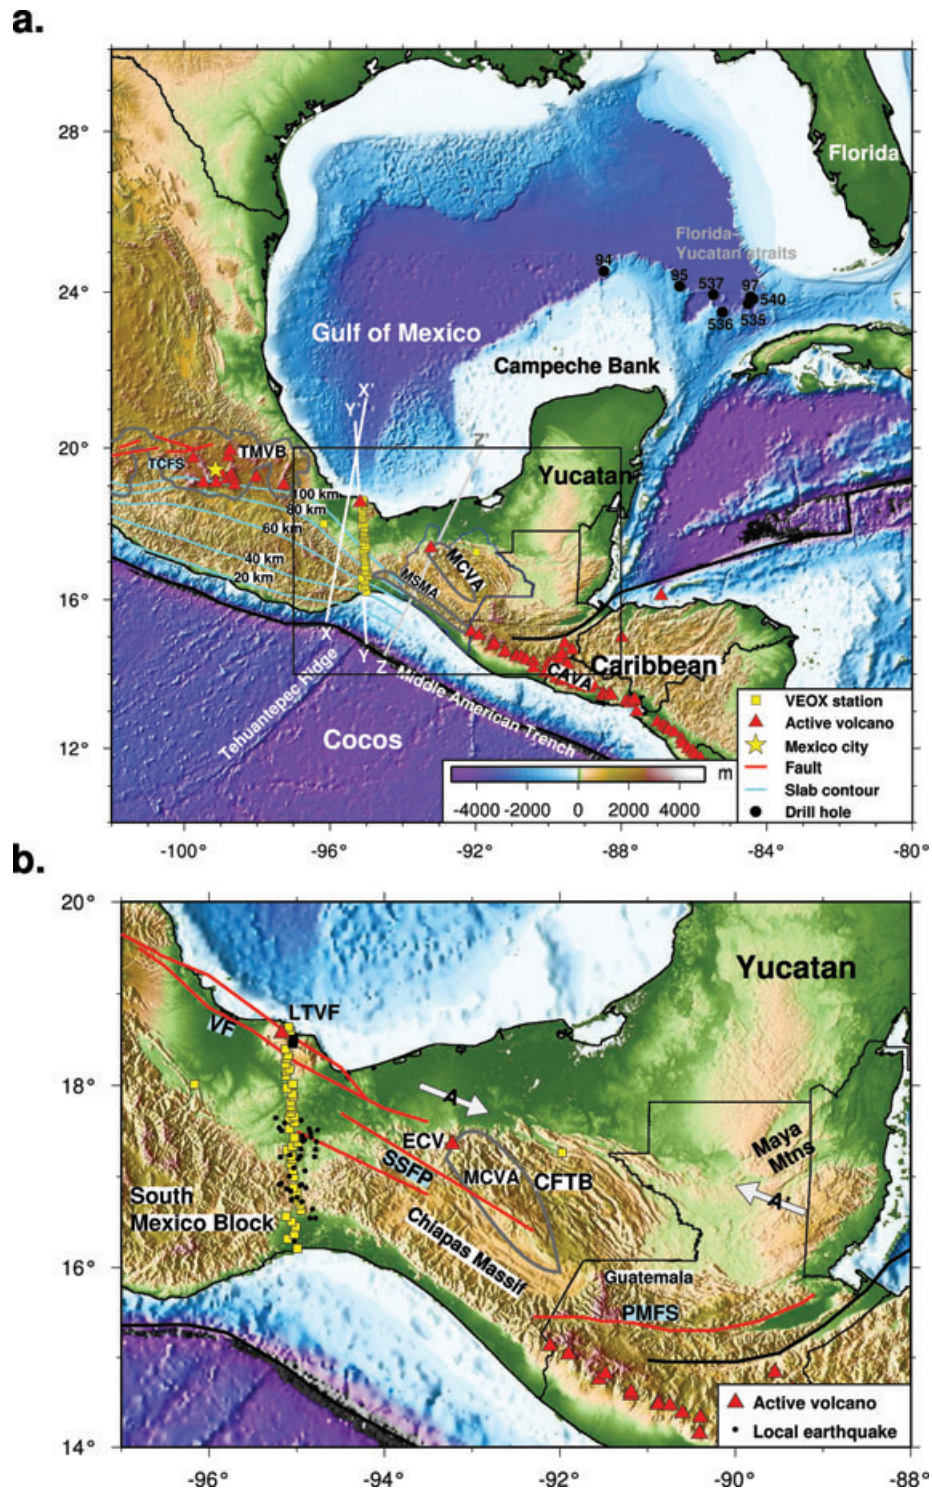 a.
28°
24°
20°
16°
12°
Florida
Florida-
Yucatan straits
94
95
537
97
540
536
535
Gulf of Mexico
Campeche Bank
X'
Y'
Z'
TMVB
TCFS
Yucatan
100 km
80 km
60 km
40 km
20 km
MCVA
MSMA
X
Y
Z
Caribbean
CAVA
Tehuantepec Ridge
Middle American Trench
Cocos
VEOX station
Active volcano
Mexico city
Fault
Slab contour
Drill hole
m
-4000 -2000 0 2000 4000
-100° -96° -92° -88° -84° -80°
b.
20°
18°
16°
14°
Yucatan
LTVF
VF
A
ECV
MCVA
CFTB
SSFP
Maya
Mtns
A'
South
Mexico Block
Chiapas Massif
Guatemala
PMFS
Active volcano
Local earthquake
-96° -94° -92° -90° -88°